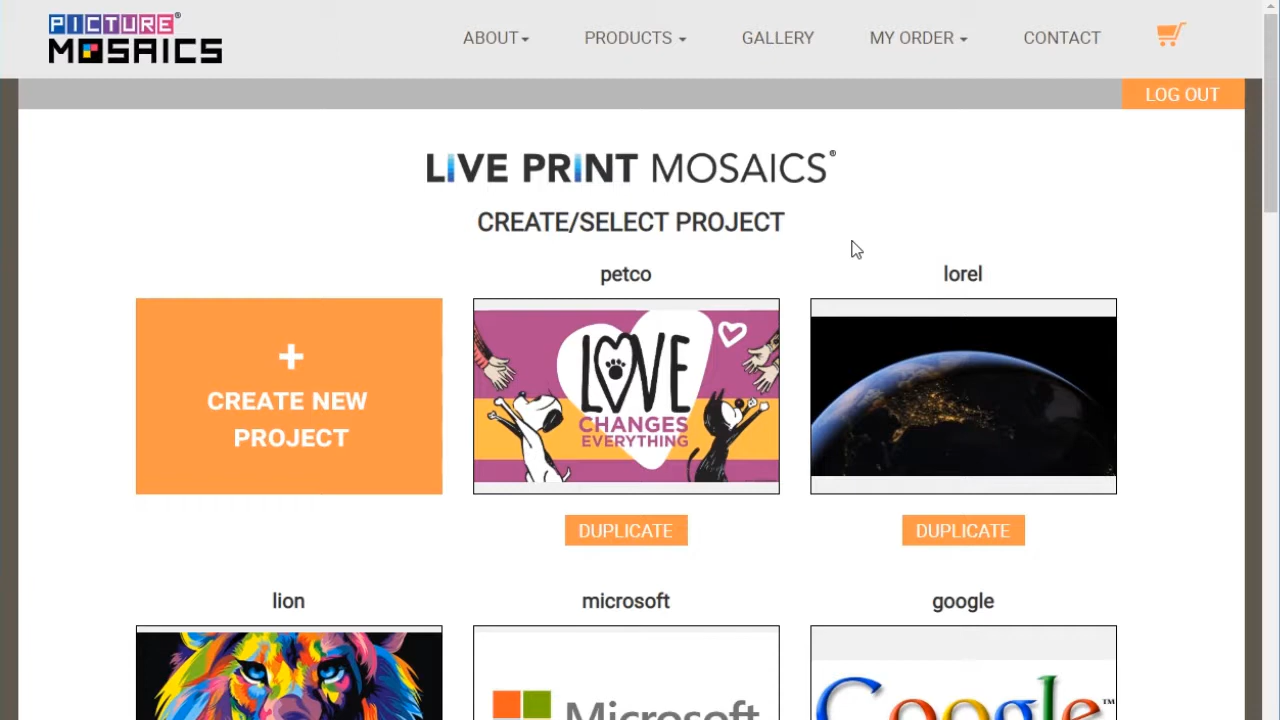 PICTURE®
MOSAICS
ABOUT PRODUCTS GALLERY MY ORDER CONTACT
LOG OUT
LIVE PRINT MOSAICS®
CREATE/SELECT PROJECT
petco lorel
+
CREATE NEW
PROJECT
LOVE
CHANGES
EVERYTHING
DUPLICATE DUPLICATE
lion microsoft google
Microsoft
Google™